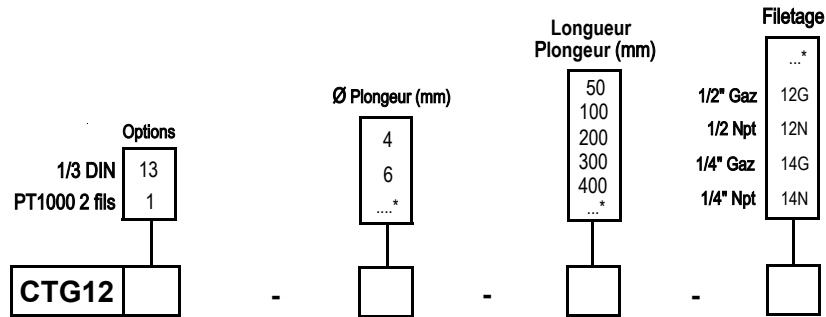 Filetage
Longueur
Plongeur (mm)
...*
Ø Plongeur (mm)
50
1/2" Gaz 12G
100
Options
4
200
1/2 Npt 12N
1/3 DIN 13
6
300
1/4" Gaz 14G
PT1000 2 fils 1
....*
400
...*
1/4" Npt 14N
CTG12 - - -